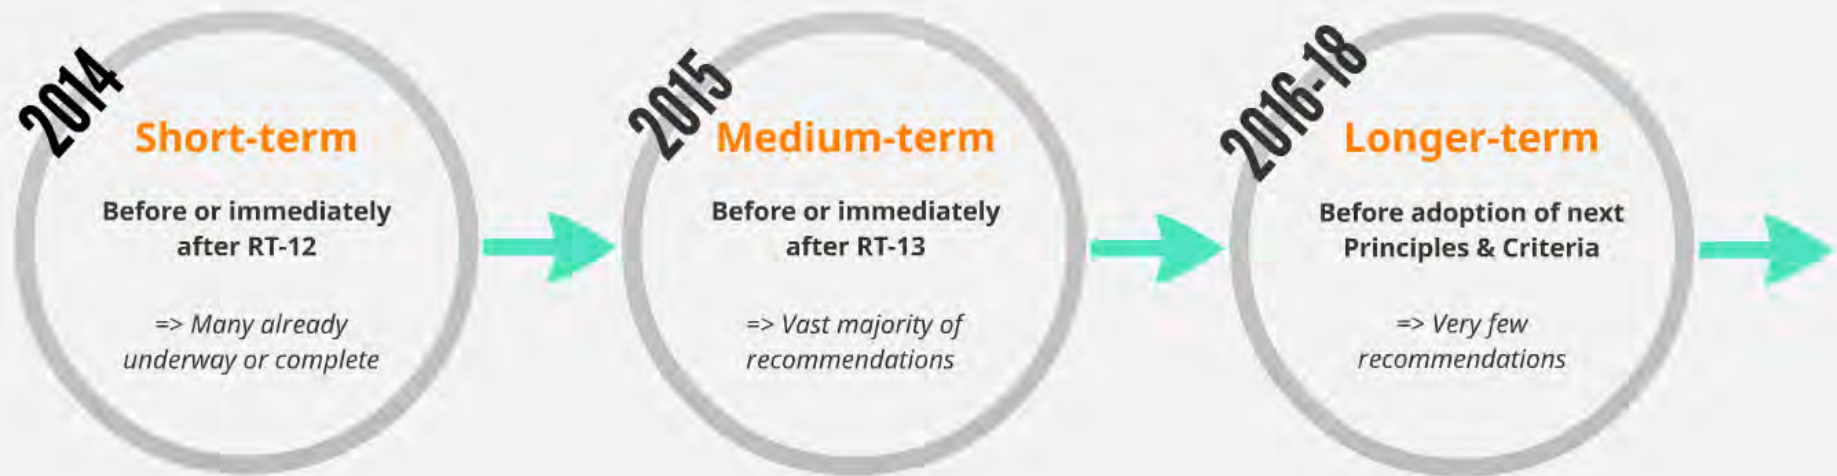 2014
Short-term
Before or immediately
after RT-12
=> Many already
underway or complete
2015
Medium-term
Before or immediately
after RT-13
=> Vast majority of
recommendations
2016-18
Longer-term
Before adoption of next
Principles & Criteria
=> Very few
recommendations